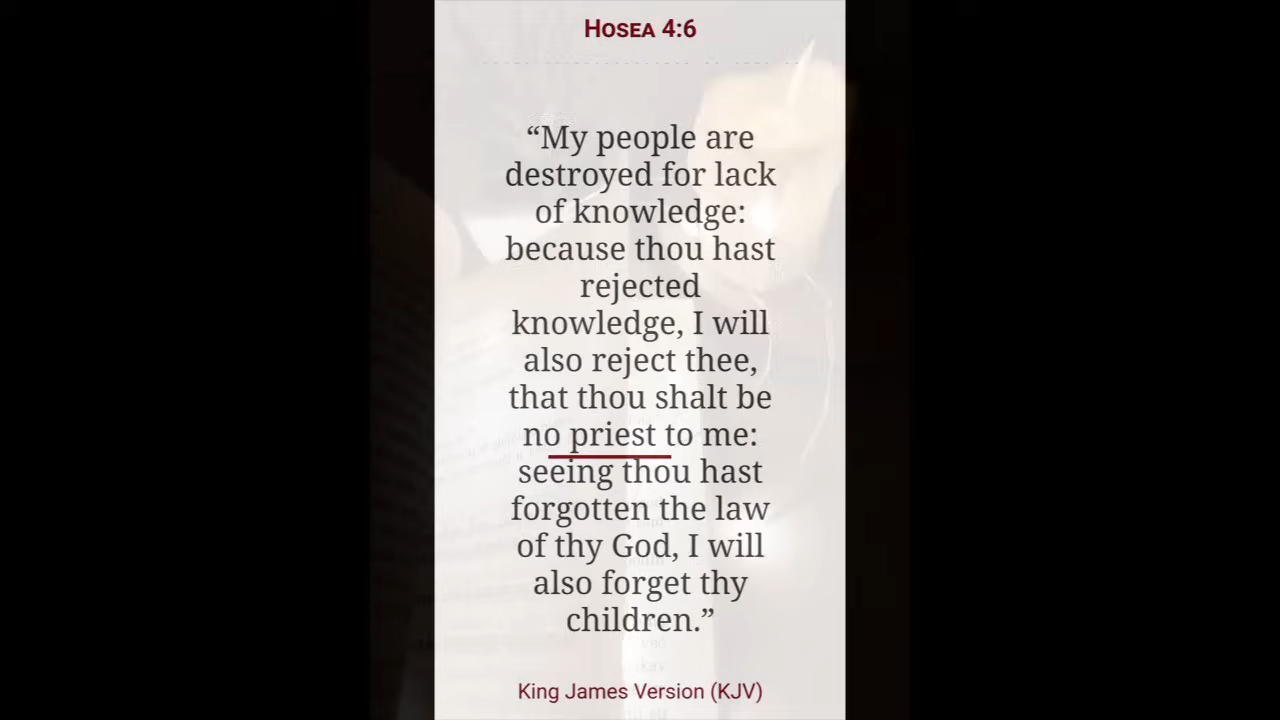 Hosea 4:6
“My people are
destroyed for lack
of knowledge:
because thou hast
rejected
knowledge, I will
also reject thee,
that thou shalt be
no priest to me:
seeing thou hast
forgotten the law
of thy God, I will
also forget thy
children.”
King James Version (KJV)